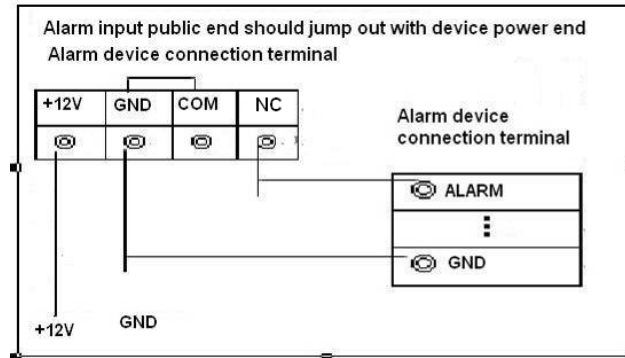 Alarm input public end should jump out with device power end
Alarm device connection terminal
+12V GND COM NC
Alarm device
connection terminal
ALARM
GND
+12V GND